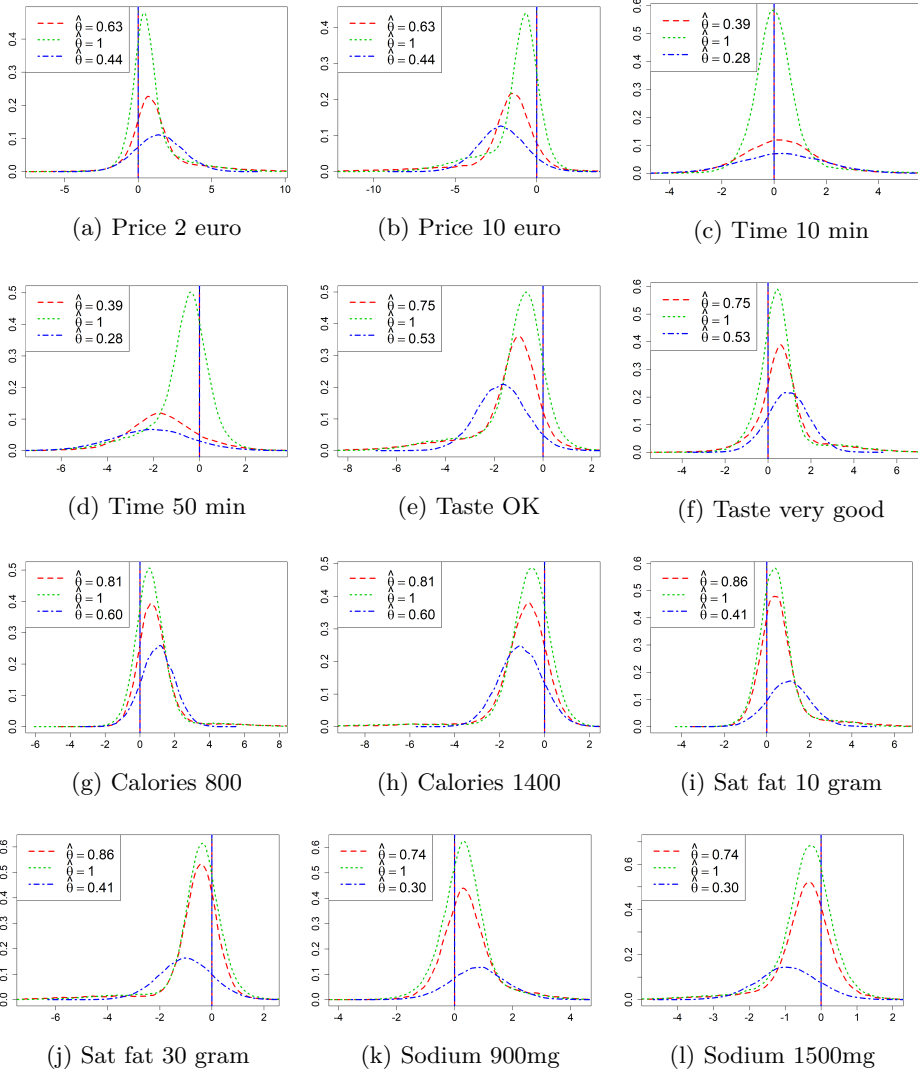 θ̂ = 0.63
θ̂ = 1
θ̂ = 0.44
0.0 0.1 0.2 0.3 0.4
-5 0 5 10
(a) Price 2 euro
θ̂ = 0.63
θ̂ = 1
θ̂ = 0.44
0.0 0.1 0.2 0.3 0.4
-10 -5 0
(b) Price 10 euro
θ̂ = 0.39
θ̂ = 1
θ̂ = 0.28
0.0 0.1 0.2 0.3 0.4 0.5 0.6
-4 -2 0 2 4
(c) Time 10 min
θ̂ = 0.39
θ̂ = 1
θ̂ = 0.28
0.0 0.1 0.2 0.3 0.4 0.5
-6 -4 -2 0 2
(d) Time 50 min
θ̂ = 0.75
θ̂ = 1
θ̂ = 0.53
0.0 0.1 0.2 0.3 0.4 0.5
-8 -6 -4 -2 0 2
(e) Taste OK
θ̂ = 0.75
θ̂ = 1
θ̂ = 0.53
0.0 0.1 0.2 0.3 0.4 0.5 0.6
-4 -2 0 2 4 6
(f) Taste very good
θ̂ = 0.81
θ̂ = 1
θ̂ = 0.60
0.0 0.1 0.2 0.3 0.4 0.5
-6 -4 -2 0 2 4 6 8
(g) Calories 800
θ̂ = 0.81
θ̂ = 1
θ̂ = 0.60
0.0 0.1 0.2 0.3 0.4 0.5
-8 -6 -4 -2 0 2
(h) Calories 1400
θ̂ = 0.86
θ̂ = 1
θ̂ = 0.41
0.0 0.1 0.2 0.3 0.4 0.5 0.6
-4 -2 0 2 4 6
(i) Sat fat 10 gram
θ̂ = 0.86
θ̂ = 1
θ̂ = 0.41
0.0 0.1 0.2 0.3 0.4 0.5 0.6
-6 -4 -2 0 2
(j) Sat fat 30 gram
θ̂ = 0.74
θ̂ = 1
θ̂ = 0.30
0.0 0.1 0.2 0.3 0.4 0.5 0.6
-4 -2 0 2 4
(k) Sodium 900mg
θ̂ = 0.74
θ̂ = 1
θ̂ = 0.30
0.0 0.1 0.2 0.3 0.4 0.5 0.6 0.7
-5 -4 -3 -2 -1 0 1 2
(l) Sodium 1500mg